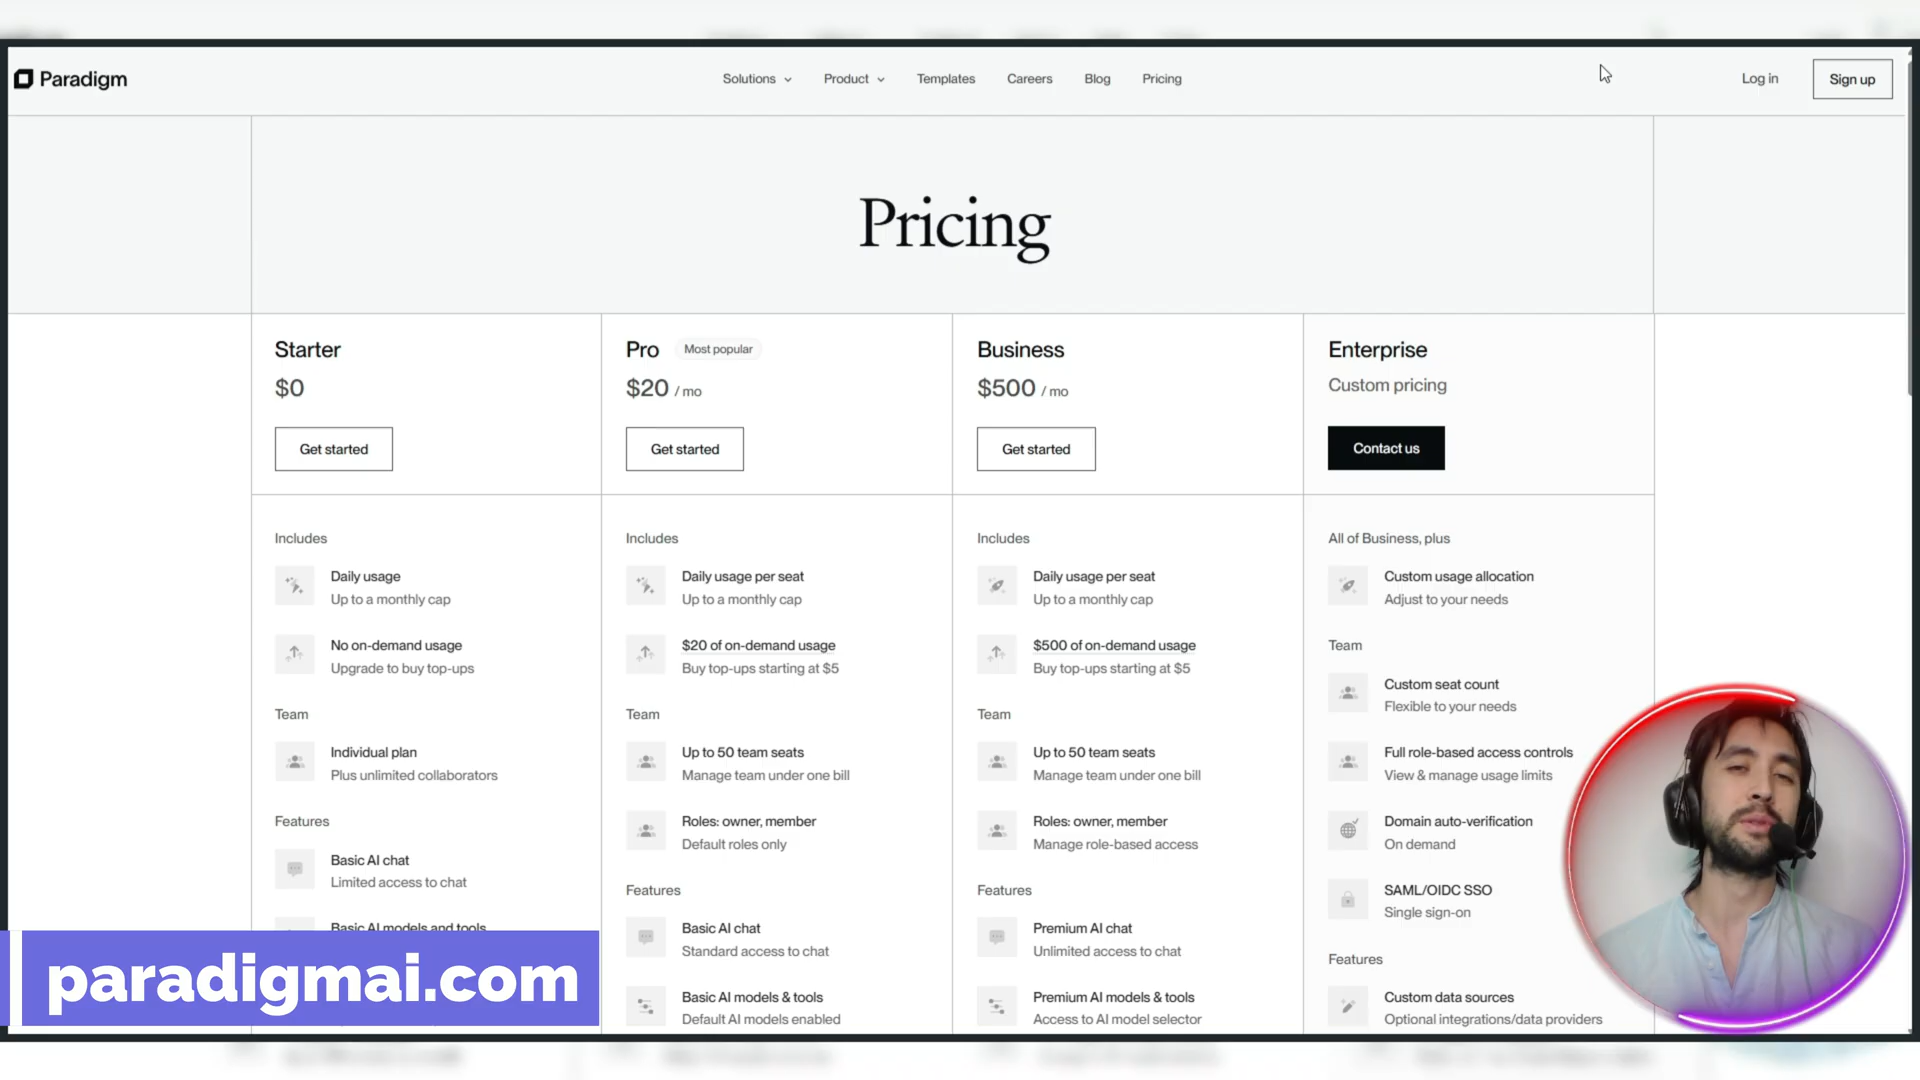 Paradigm
Solutions
Product
Templates
Careers
Blog
Pricing
Log in
Sign up
Pricing
Starter
$0
Get started
Includes
Daily usage
Up to a monthly cap
No on-demand usage
Upgrade to buy top-ups
Team
Individual plan
Plus unlimited collaborators
Features
Basic AI chat
Limited access to chat
Basic AI models and tools
Pro Most popular
$20 / mo
Get started
Includes
Daily usage per seat
Up to a monthly cap
$20 of on-demand usage
Buy top-ups starting at $5
Team
Up to 50 team seats
Manage team under one bill
Roles: owner, member
Default roles only
Features
Basic AI chat
Standard access to chat
Basic AI models & tools
Default AI models enabled
Business
$500 / mo
Get started
Includes
Daily usage per seat
Up to a monthly cap
$500 of on-demand usage
Buy top-ups starting at $5
Team
Up to 50 team seats
Manage team under one bill
Roles: owner, member
Manage role-based access
Features
Premium AI chat
Unlimited access to chat
Premium AI models & tools
Access to AI model selector
Enterprise
Custom pricing
Contact us
All of Business, plus
Custom usage allocation
Adjust to your needs
Team
Custom seat count
Flexible to your needs
Full role-based access controls
View & manage usage limits
Domain auto-verification
On demand
SAML/OIDC SSO
Single sign-on
Features
Custom data sources
Optional integrations/data providers
paradigmai.com